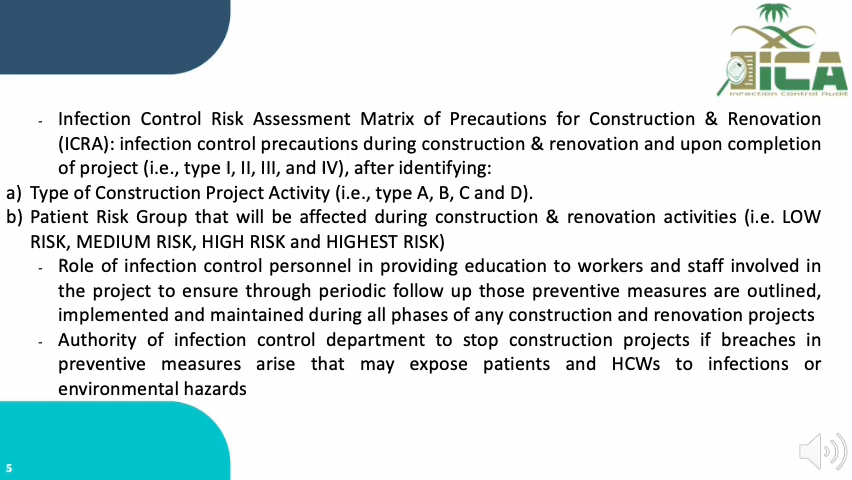 ICA
Infection Control Audit
- Infection Control Risk Assessment Matrix of Precautions for Construction & Renovation
(ICRA): infection control precautions during construction & renovation and upon completion
of project (i.e., type I, II, III, and IV), after identifying:
a) Type of Construction Project Activity (i.e., type A, B, C and D).
b) Patient Risk Group that will be affected during construction & renovation activities (i.e. LOW
RISK, MEDIUM RISK, HIGH RISK and HIGHEST RISK)
- Role of infection control personnel in providing education to workers and staff involved in
the project to ensure through periodic follow up those preventive measures are outlined,
implemented and maintained during all phases of any construction and renovation projects
- Authority of infection control department to stop construction projects if breaches in
preventive measures arise that may expose patients and HCWs to infections or
environmental hazards
5